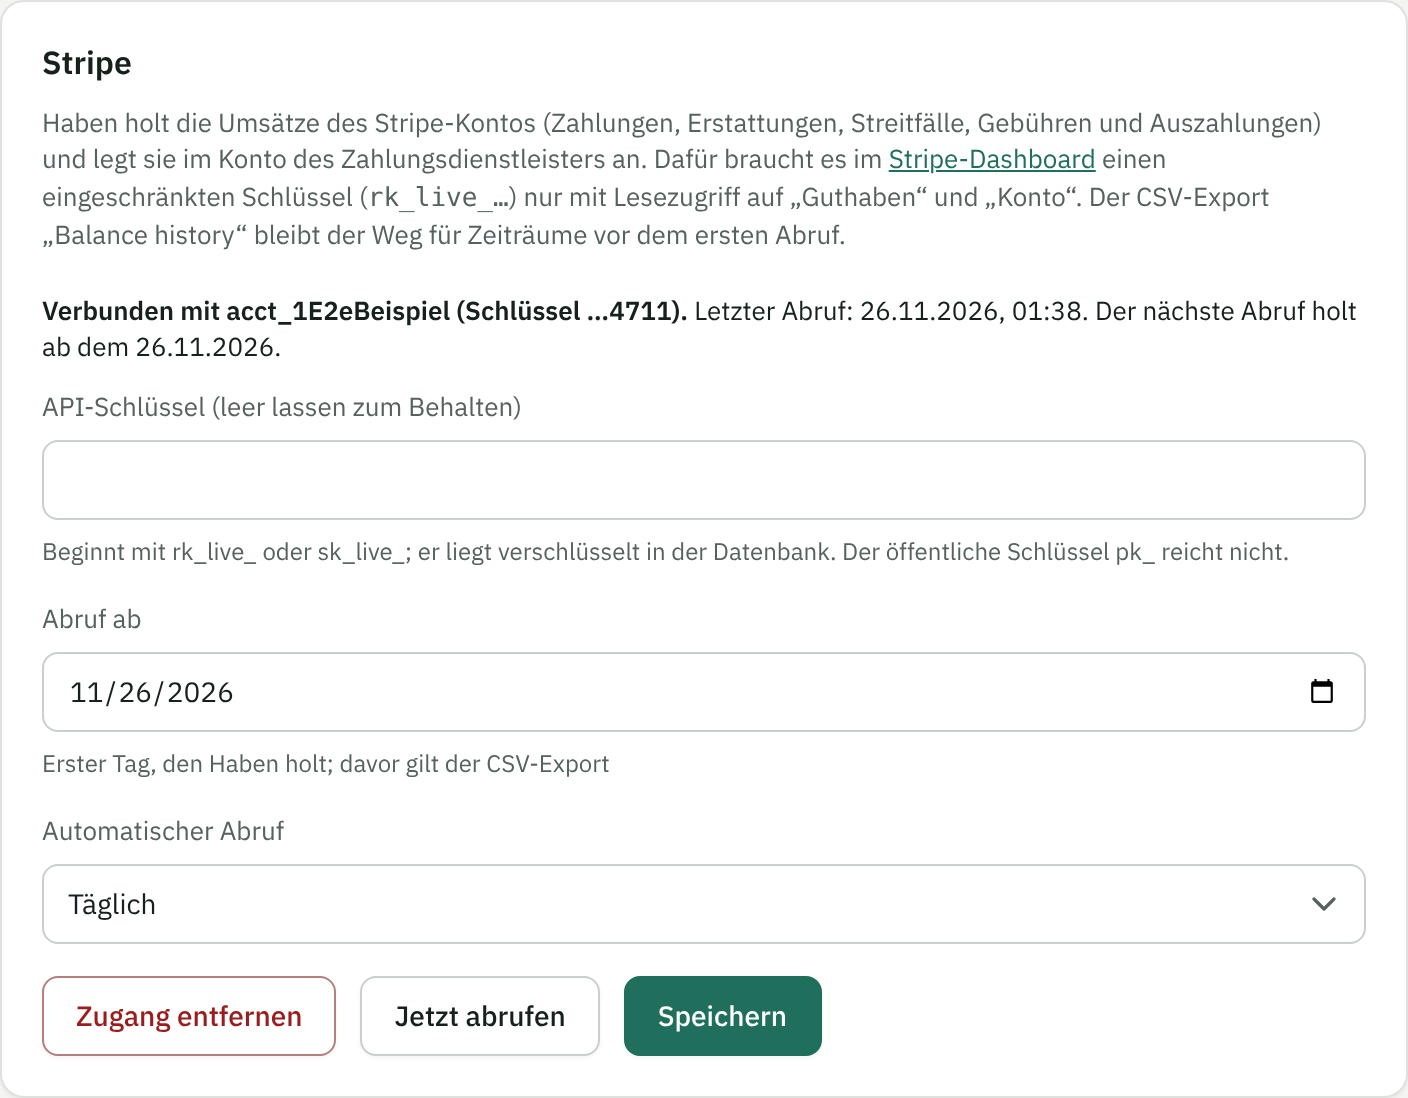 Stripe
Haben holt die Umsätze des Stripe-Kontos (Zahlungen, Erstattungen, Streitfälle, Gebühren und Auszahlungen)
und legt sie im Konto des Zahlungsdienstleisters an. Dafür braucht es im Stripe-Dashboard einen
eingeschränkten Schlüssel (rk_live_…) nur mit Lesezugriff auf „Guthaben“ und „Konto“. Der CSV-Export
„Balance history“ bleibt der Weg für Zeiträume vor dem ersten Abruf.
Verbunden mit acct_1E2eBeispiel (Schlüssel …4711). Letzter Abruf: 26.11.2026, 01:38. Der nächste Abruf holt
ab dem 26.11.2026.
API-Schlüssel (leer lassen zum Behalten)
Beginnt mit rk_live_ oder sk_live_; er liegt verschlüsselt in der Datenbank. Der öffentliche Schlüssel pk_ reicht nicht.
Abruf ab
11/26/2026
Erster Tag, den Haben holt; davor gilt der CSV-Export
Automatischer Abruf
Täglich
Zugang entfernen
Jetzt abrufen
Speichern